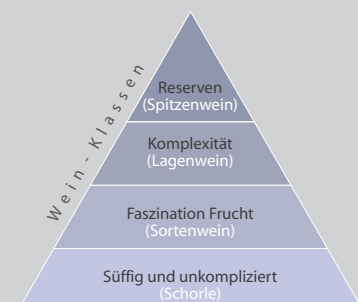 Wein-Klassen
Reserven
(Spitzenwein)
Komplexität
(Lagenwein)
Faszination Frucht
(Sortenwein)
Süffig und unkompliziert
(Schorle)